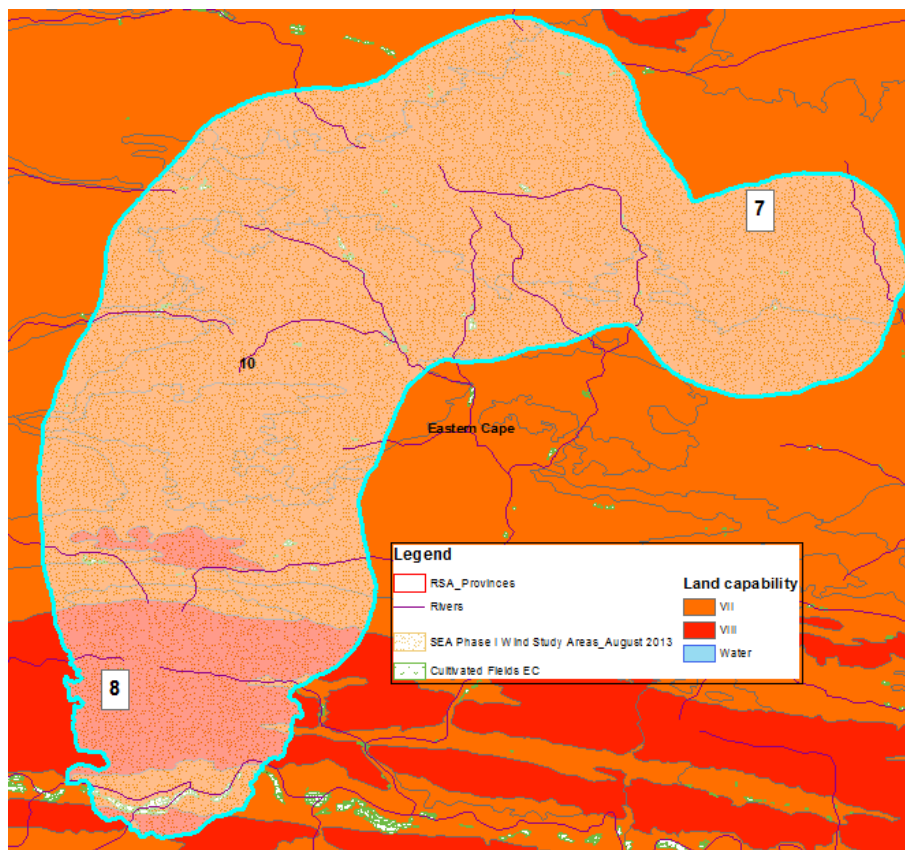 7
10
Eastern Cape
Legend
RSA_Provinces
Rivers
SEA Phase I Wind Study Areas_August 2013
Cultivated Fields EC
Land capability
VII
VIII
Water
8